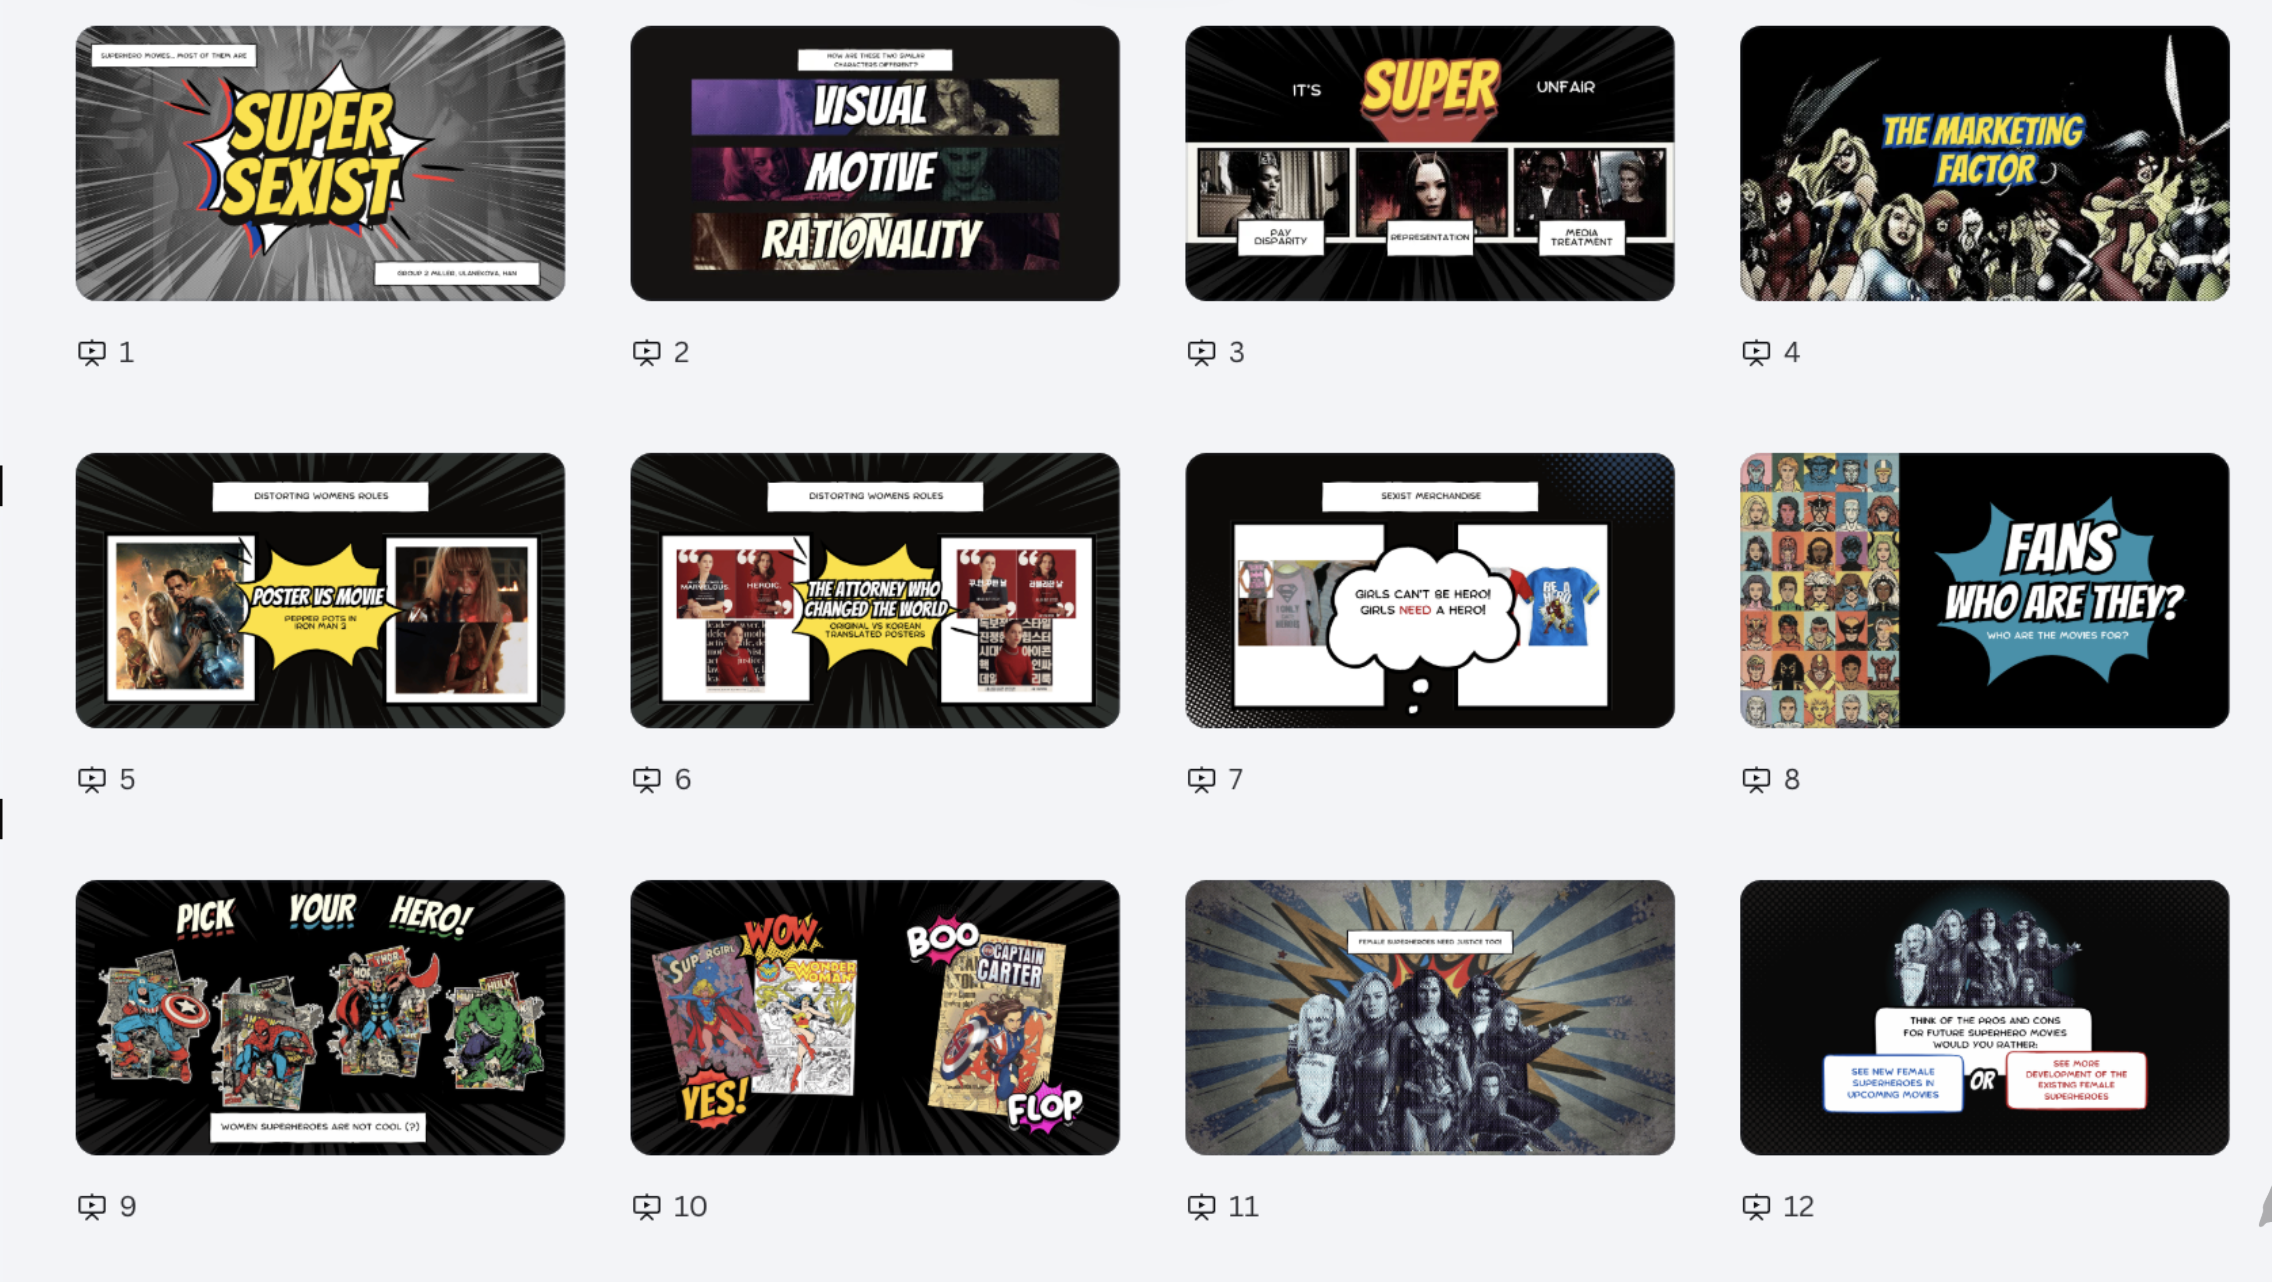 SUPERHERO MOVIES... MOST OF THEM ARE
SUPER
SEXIST
GROUP 2 MILLER, ULANEKOVA, HAN
1
HOW ARE THESE TWO SIMILAR
CHARACTERS DIFFERENT?
VISUAL
MOTIVE
RATIONALITY
2
IT'S SUPER UNFAIR
PAY
DISPARITY
REPRESENTATION
MEDIA
TREATMENT
3
THE MARKETING
FACTOR
4
DISTORTING WOMENS ROLES
POSTER VS MOVIE
PEPPER POTS IN
IRON MAN 3
5
DISTORTING WOMENS ROLES
MARVELOUS.
HEROIC.
THE ATTORNEY WHO
CHANGED THE WORLD
ORIGINAL VS KOREAN
TRANSLATED POSTERS
6
SEXIST MERCHANDISE
GIRLS CAN'T BE HERO!
GIRLS NEED A HERO!
BE A
HERO
7
FANS
WHO ARE THEY?
WHO ARE THE MOVIES FOR?
8
PICK YOUR HERO!
THOR
HULK
WOMEN SUPERHEROES ARE NOT COOL (?)
9
WOW
SUPERGIRL
WONDER
WOMAN
YES!
BOO
CAPTAIN
CARTER
FLOP
10
FEMALE SUPERHEROES NEED JUSTICE TOO!
11
THINK OF THE PROS AND CONS
FOR FUTURE SUPERHERO MOVIES
WOULD YOU RATHER:
SEE NEW FEMALE
SUPERHEROES IN
UPCOMING MOVIES
OR
SEE MORE
DEVELOPMENT OF THE
EXISTING FEMALE
SUPERHEROES
12